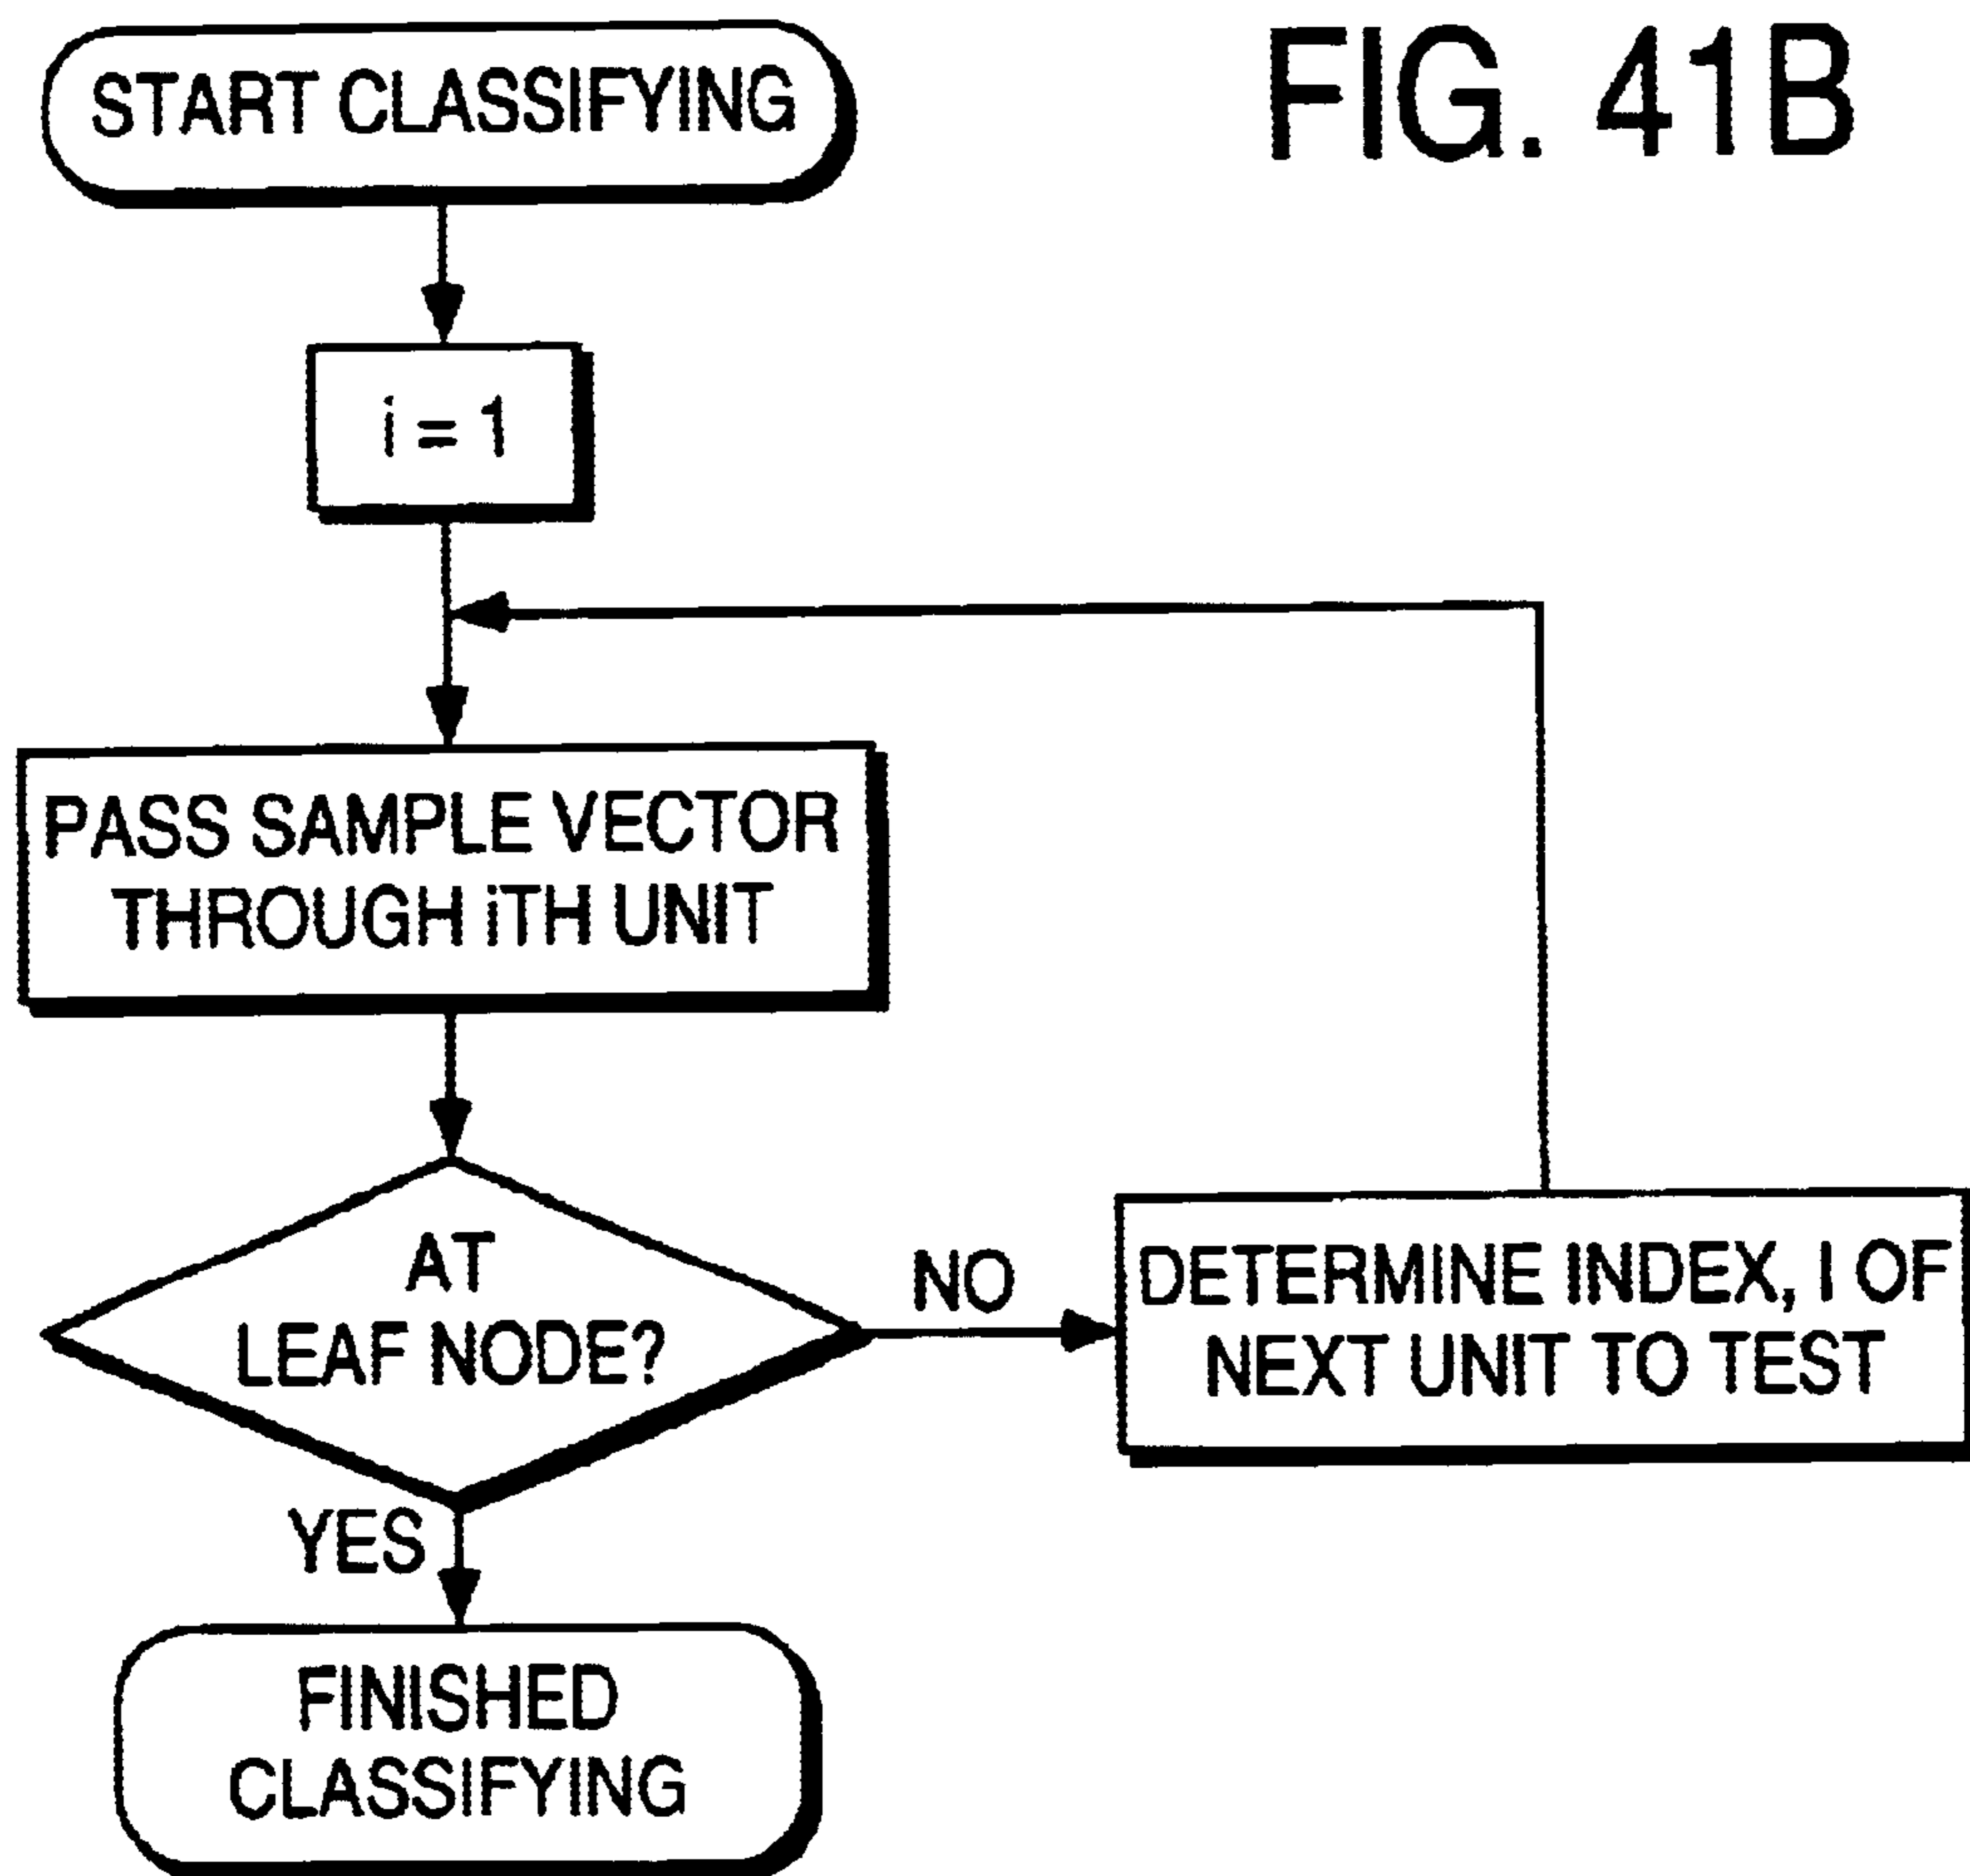 START CLASSIFYING
FIG. 41B
i = 1
PASS SAMPLE VECTOR
THROUGH iTH UNIT
AT
LEAF NODE?
NO
DETERMINE INDEX, I OF
NEXT UNIT TO TEST
YES
FINISHED
CLASSIFYING